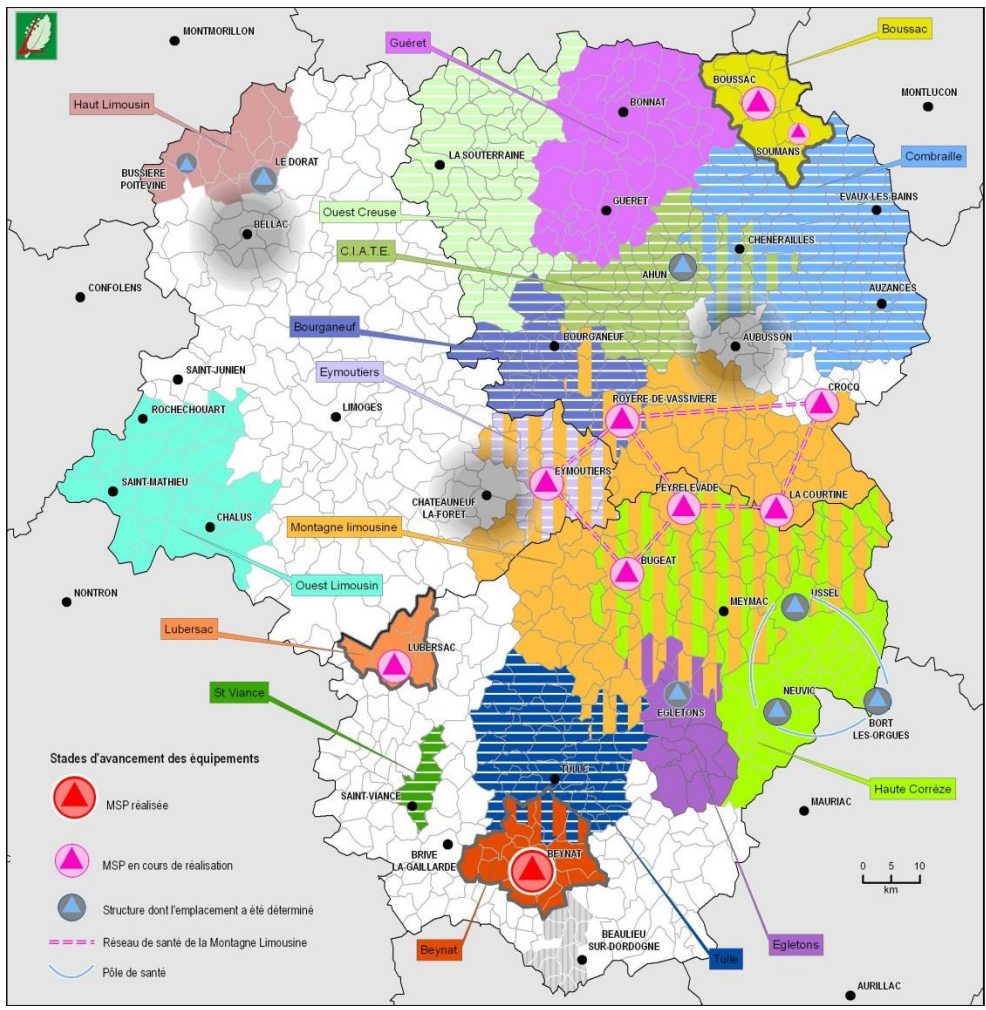 MONTMORILLON
Guéret
Boussac
BOUSSAC
MONTLUCON
Haut Limousin
BONNAT
SOUMANS
LA SOUTERRAINE
Combraille
BUSSIERE
POITEVINE
LE DORAT
EVAUX-LES-BAINS
Ouest Creuse
GUERET
BELLAC
CHENERAILLES
C.I.A.T.E.
AHUN
CONFOLENS
AUZANCES
Bourganeuf
BOURGANEUF
AUBUSSON
Eymoutiers
SAINT-JUNIEN
CROCQ
ROYERE-DE-VASSIVIERE
LIMOGES
ROCHECHOUART
EYMOUTIERS
PEYRELEVADE
SAINT-MATHIEU
CHATEAUNEUF
LA-FORET
LA COURTINE
CHALUS
Montagne limousine
BUGEAT
Ouest Limousin
NONTRON
MEYMAC
USSEL
Lubersac
LUBERSAC
St Viance
NEUVIC
EGLETONS
BORT
LES-ORGUES
Stades d'avancement des équipements
TULLE
Haute Corrèze
MSP réalisée
SAINT-VIANCE
MAURIAC
BRIVE
LA-GAILLARDE
BEYNAT
MSP en cours de réalisation
0 5 10
km
Structure dont l'emplacement a été déterminé
Réseau de santé de la Montagne Limousine
BEAULIEU
SUR-DORDOGNE
Beynat
Egletons
Tulle
Pôle de santé
AURILLAC